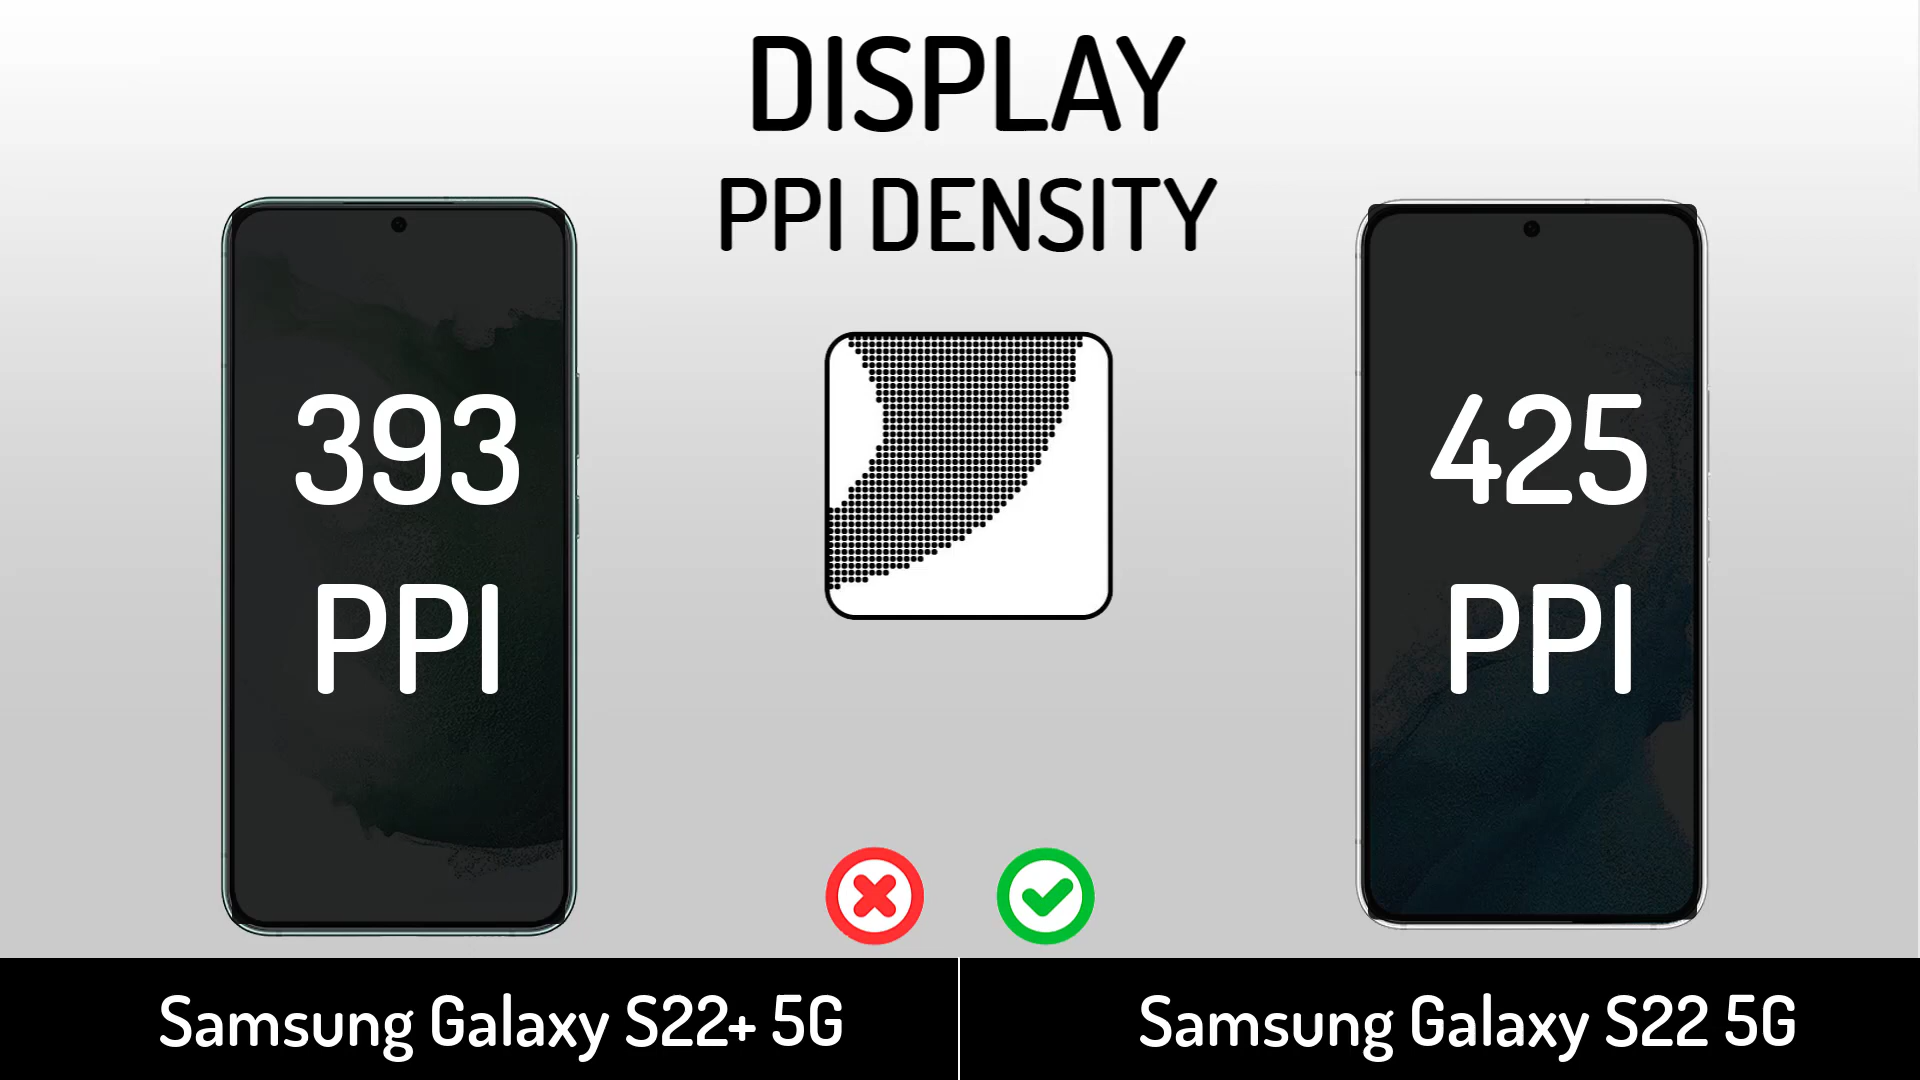 DISPLAY
PPI DENSITY
393
PPI
425
PPI
Samsung Galaxy S22+ 5G
Samsung Galaxy S22 5G